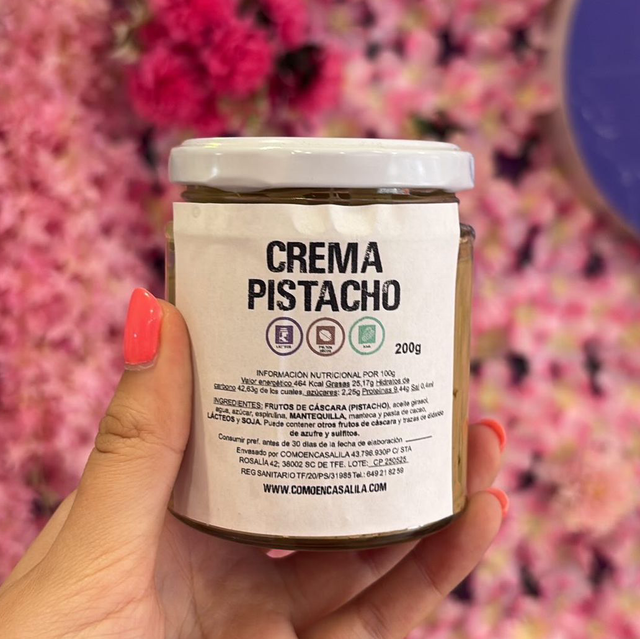 CREMA
PISTACHO
LÁCTEOS
SOJA
200g
INFORMACIÓN NUTRICIONAL POR 100g
Valor energético 464 Kcal Grasas 25,17g Hidratos de
carbono 42,63g de los cuales, azúcares: 2,25g Proteínas 9,44g Sal 0,4ml
INGREDIENTES: FRUTOS DE CÁSCARA (PISTACHO), aceite girasol,
agua, azúcar, espirulina, MANTEQUILLA, manteca y pasta de cacao,
LÁCTEOS y SOJA. Puede contener otros frutos de cáscara y trazas de dióxido
de azufre y sulfitos.
Consumir pref. antes de 30 días de la fecha de elaboración
Envasado por COMOENCASALILA 43.796.930P C/ STA
ROSALÍA 42; 38002 SC DE TFE. LOTE: CP 250525
REG SANITARIO TF/20/PS/31985 Tel.: 649 21 82 59
WWW.COMOENCASALILA.COM